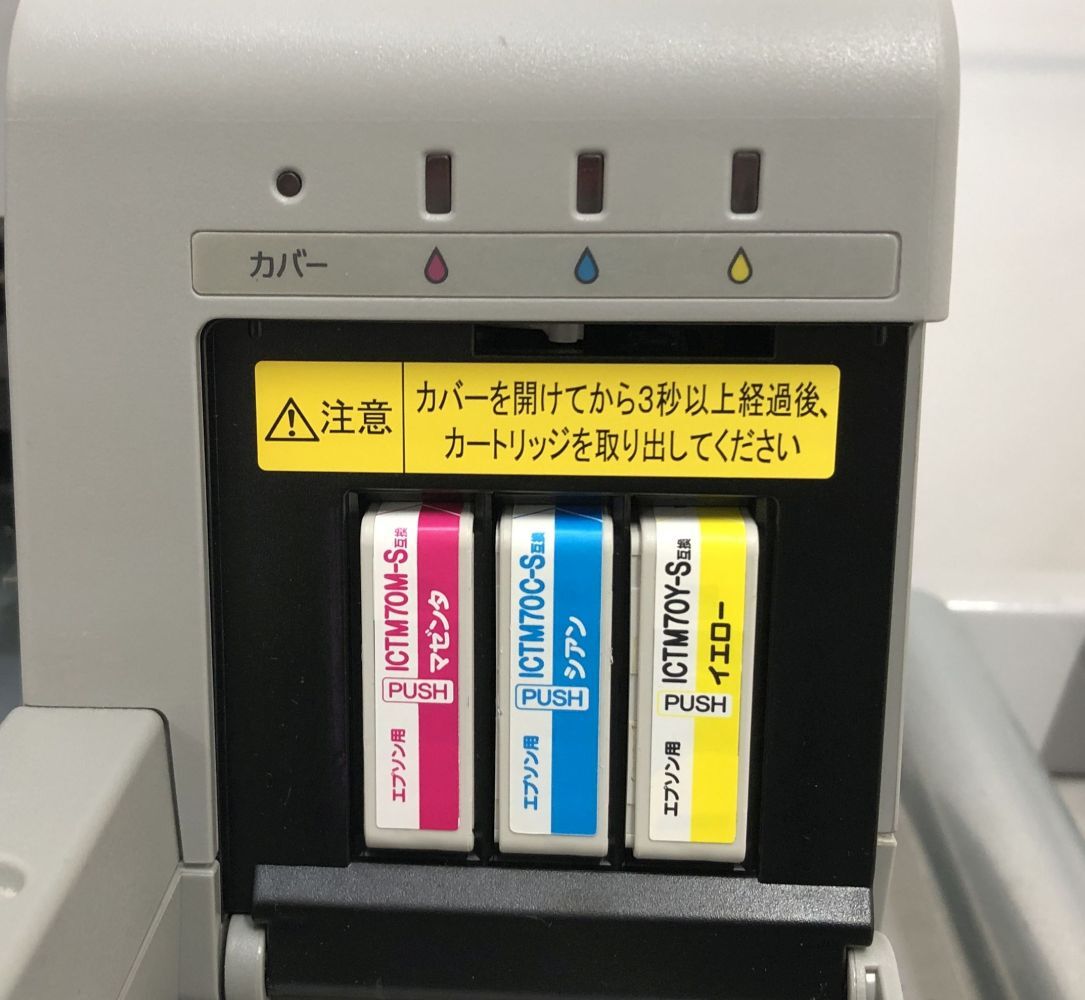 カバー
注意
カバーを開けてから3秒以上経過後、
カートリッジを取り出してください
エプソン用 PUSH ICTM70M-S互換
マゼンタ
エプソン用 PUSH ICTM70C-S互換
シアン
エプソン用 PUSH ICTM70Y-S互換
イエロー